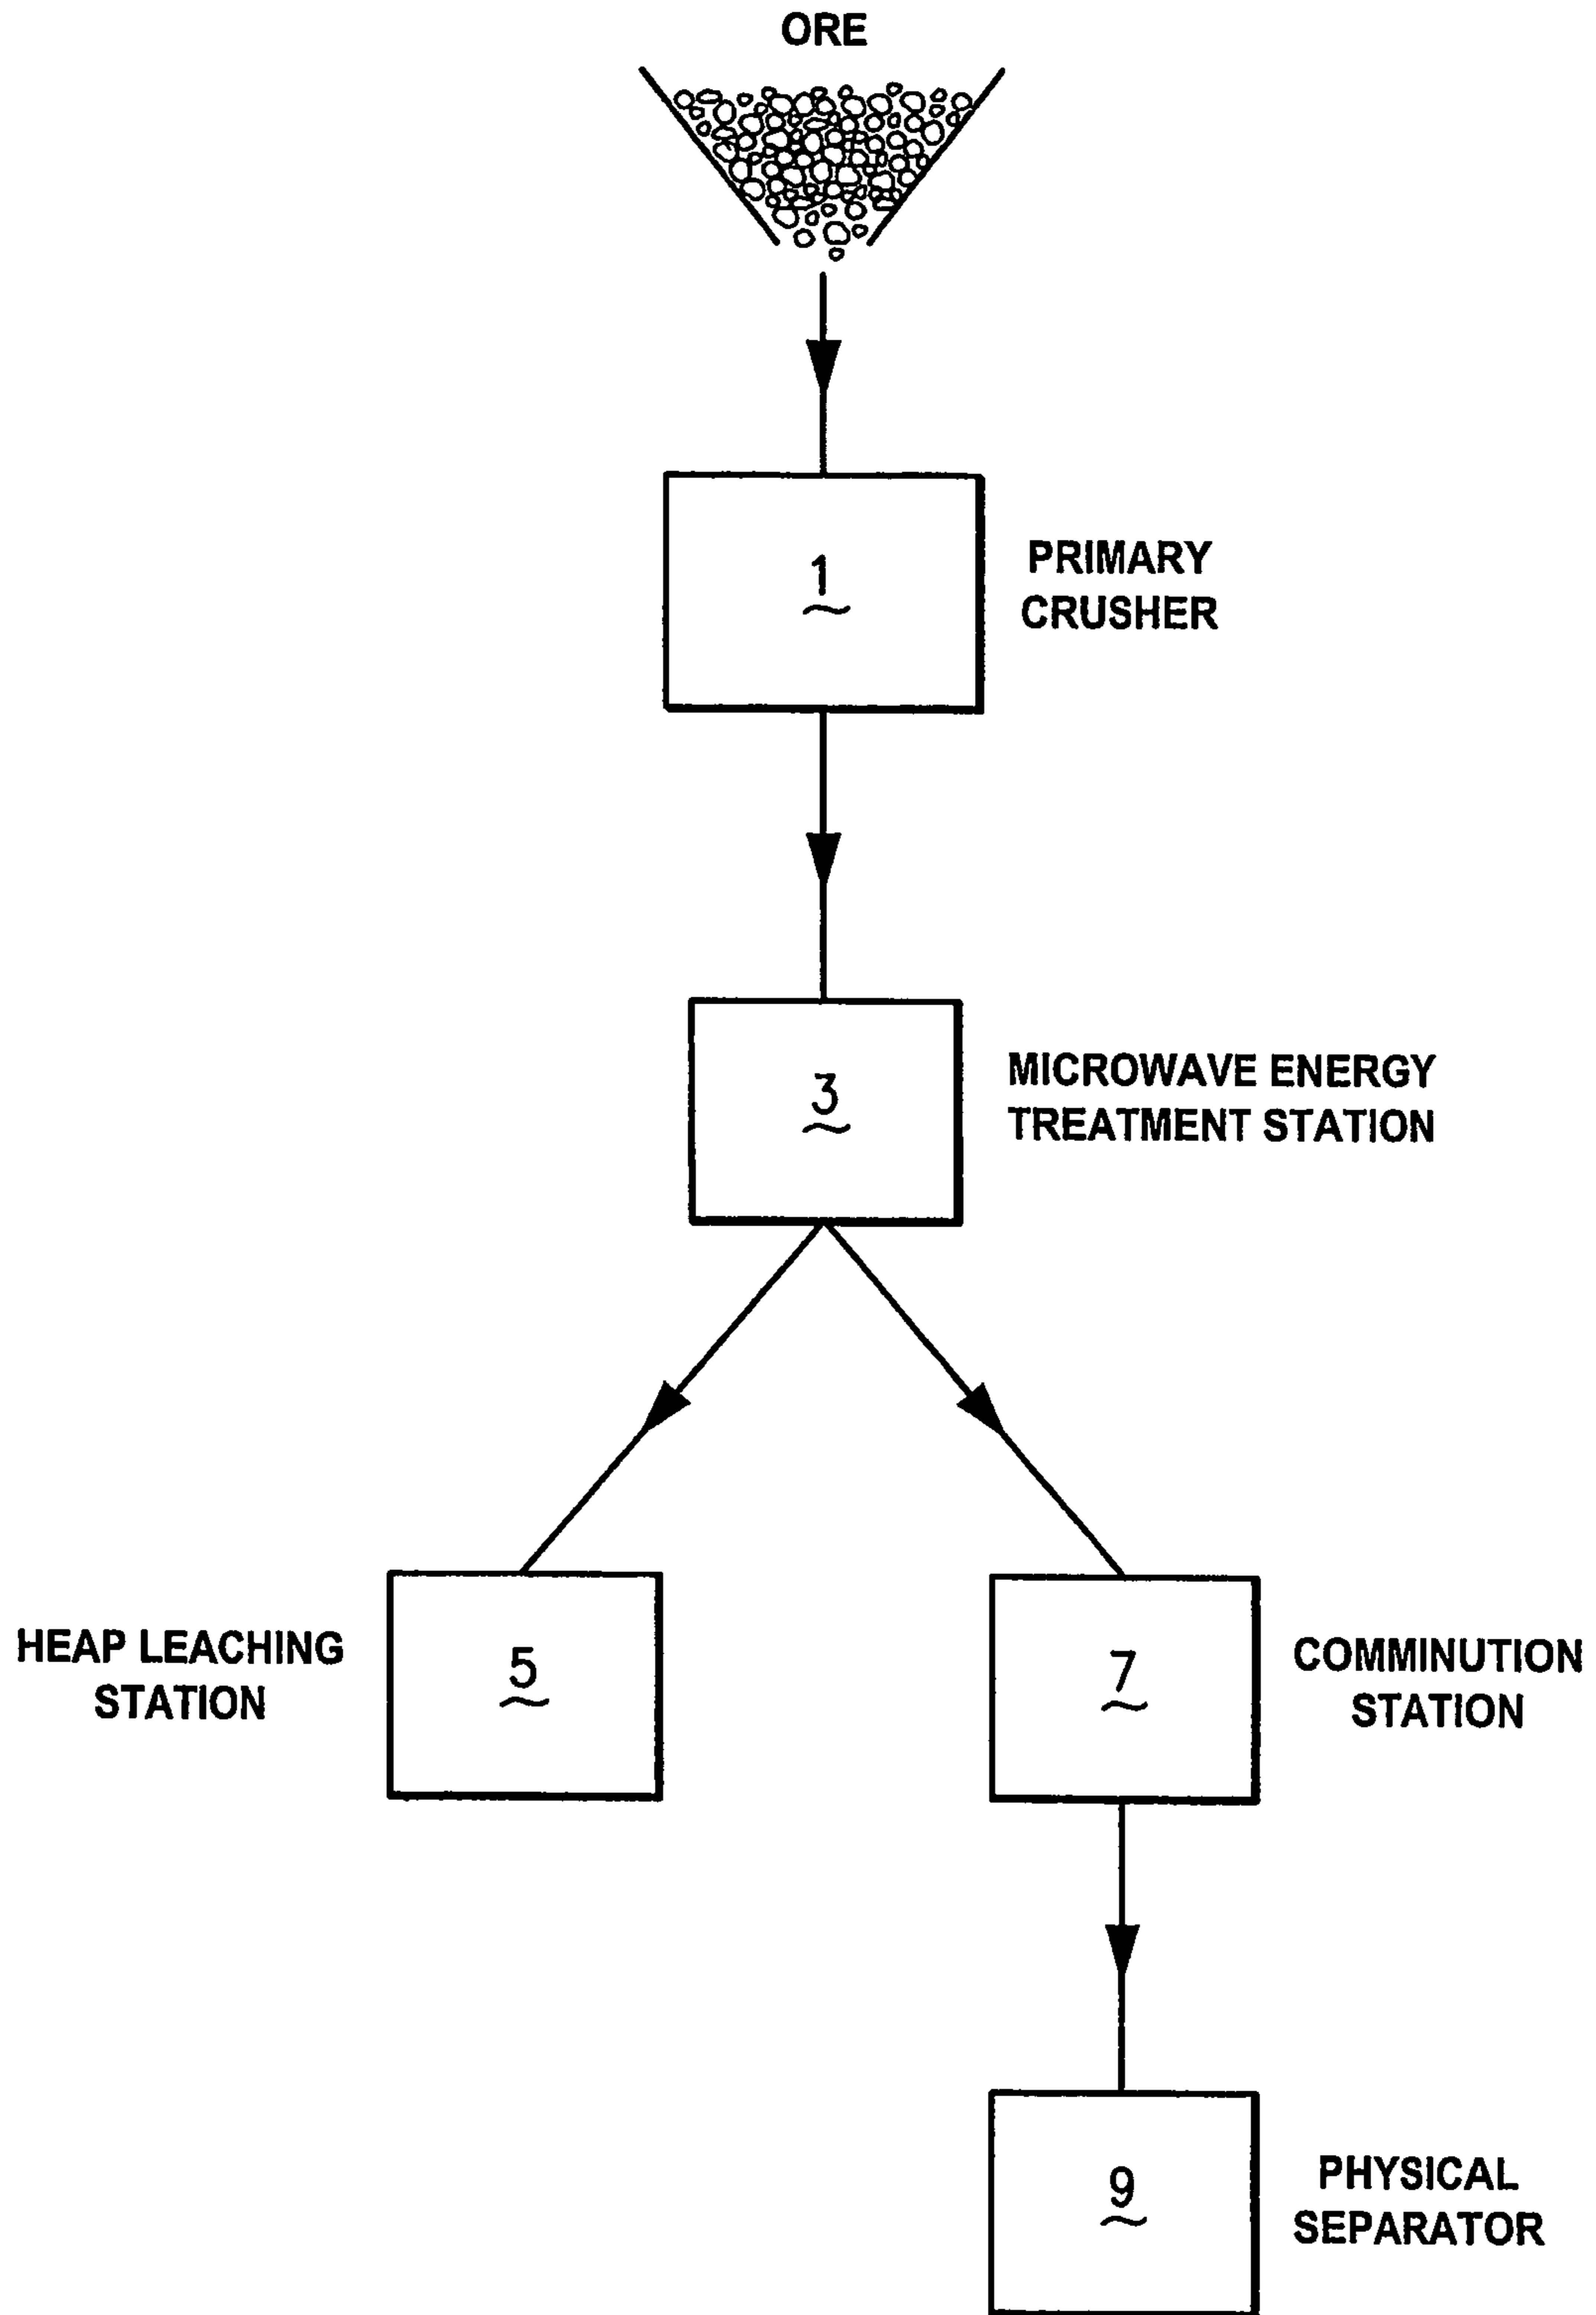 ORE
1
PRIMARY
CRUSHER
3
MICROWAVE ENERGY
TREATMENT STATION
HEAP LEACHING
STATION
5
7
COMMINUTION
STATION
9
PHYSICAL
SEPARATOR